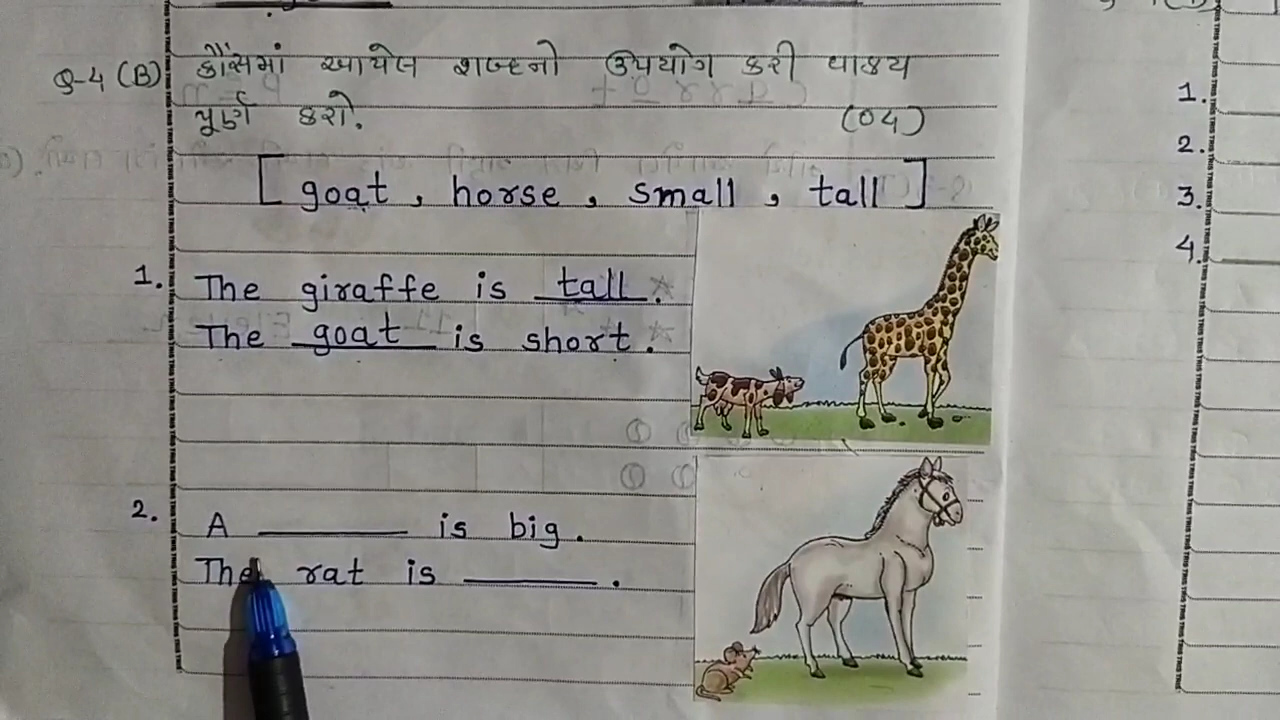 Q-4 (B) કૌંસમાં આપેલ શબ્દનો ઉપયોગ કરી વાક્ય
પૂર્ણ કરો. (04)
[ goat , horse , small , tall ]
1. The giraffe is tall.
The goat is short.
2. A ______ is big.
The rat is ______ .
1.
2.
3.
4.